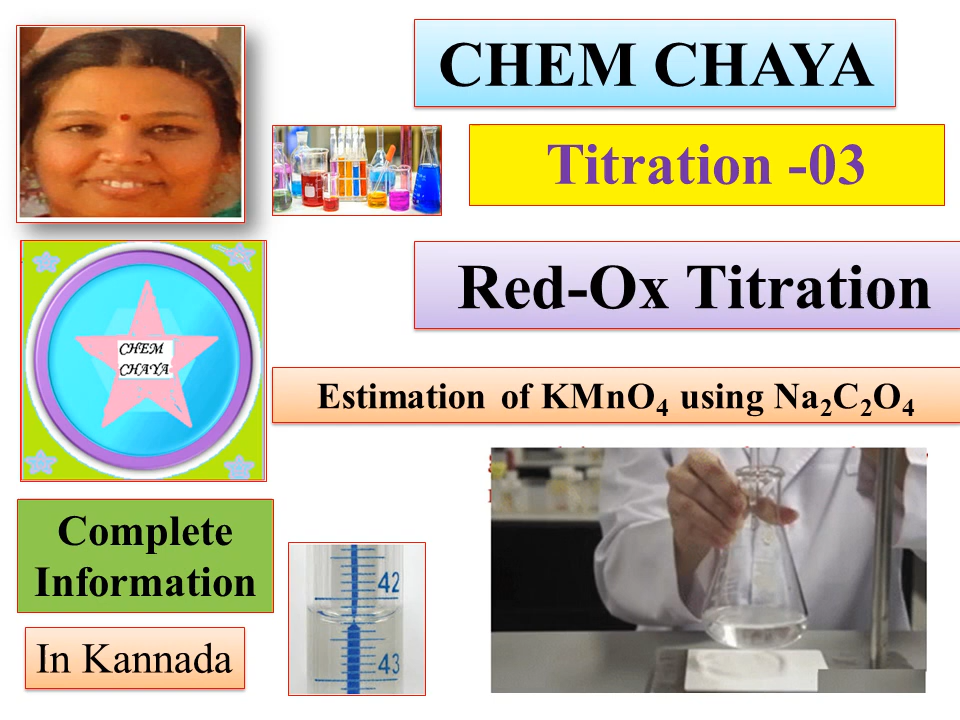 CHEM CHAYA
Titration -03
Red-Ox Titration
CHEM
CHAYA
Estimation of KMnO₄ using Na₂C₂O₄
Complete
Information
In Kannada
42
43